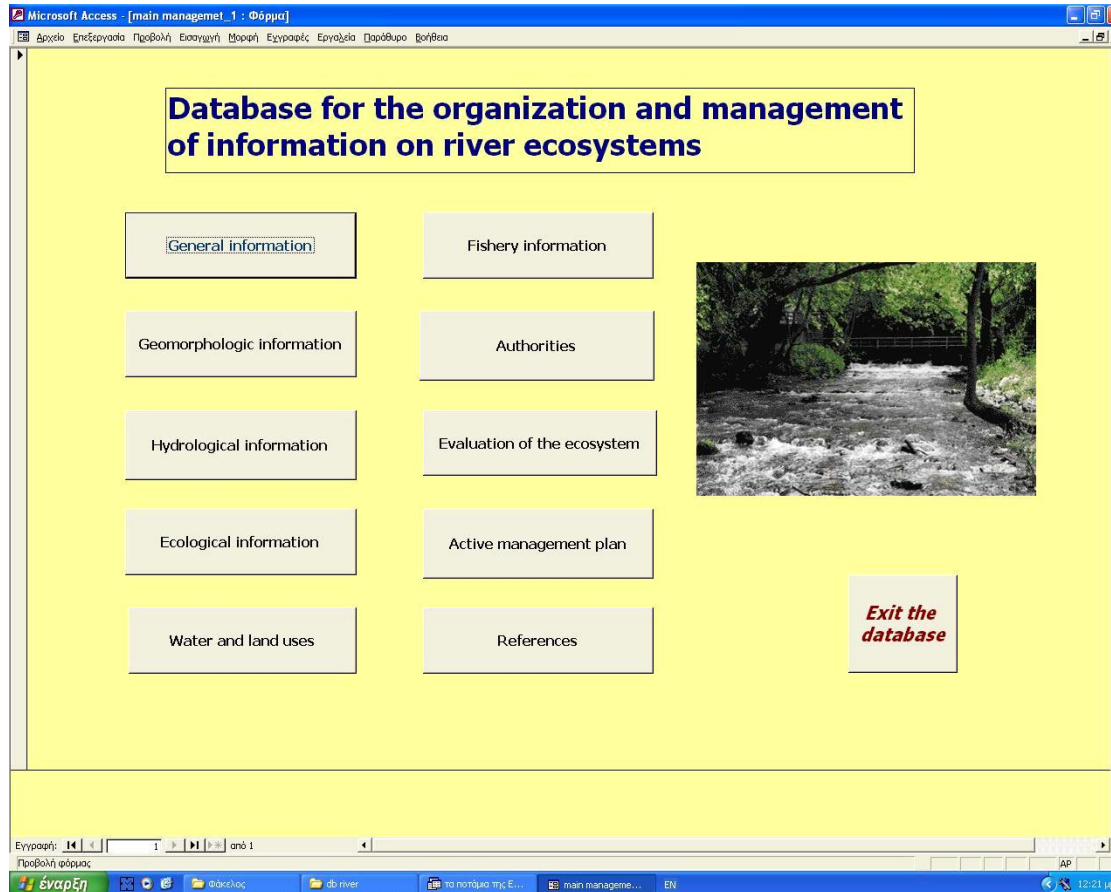 Microsoft Access - [main managemet_1 : Φόρμα]
Αρχείο Επεξεργασία Προβολή Εισαγωγή Μορφή Εγγραφές Εργαλεία Παράθυρο Βοήθεια
Database for the organization and management
of information on river ecosystems
General information
Fishery information
Geomorphologic information
Authorities
Hydrological information
Evaluation of the ecosystem
Ecological information
Active management plan
Water and land uses
References
Exit the
database
Εγγραφή: 1 από 1
Προβολή φόρμας
AP
έναρξη Φάκελος db river τα ποτάμια της Ε... main manageme... EN 12:21 μ